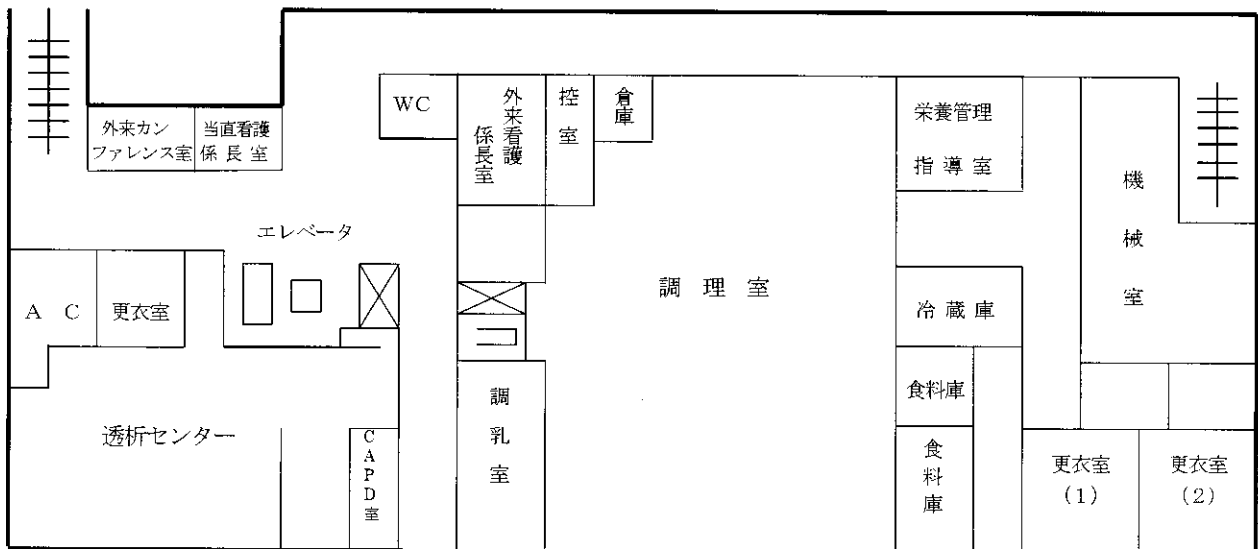 WC
外来看護
係長室
控室
倉庫
栄養管理
指導室
外来カン
ファレンス室
当直看護
係長室
機械室
エレベータ
AC
更衣室
調理室
冷蔵庫
食料庫
透析センター
CAPD室
調乳室
食料庫
更衣室
(1)
更衣室
(2)